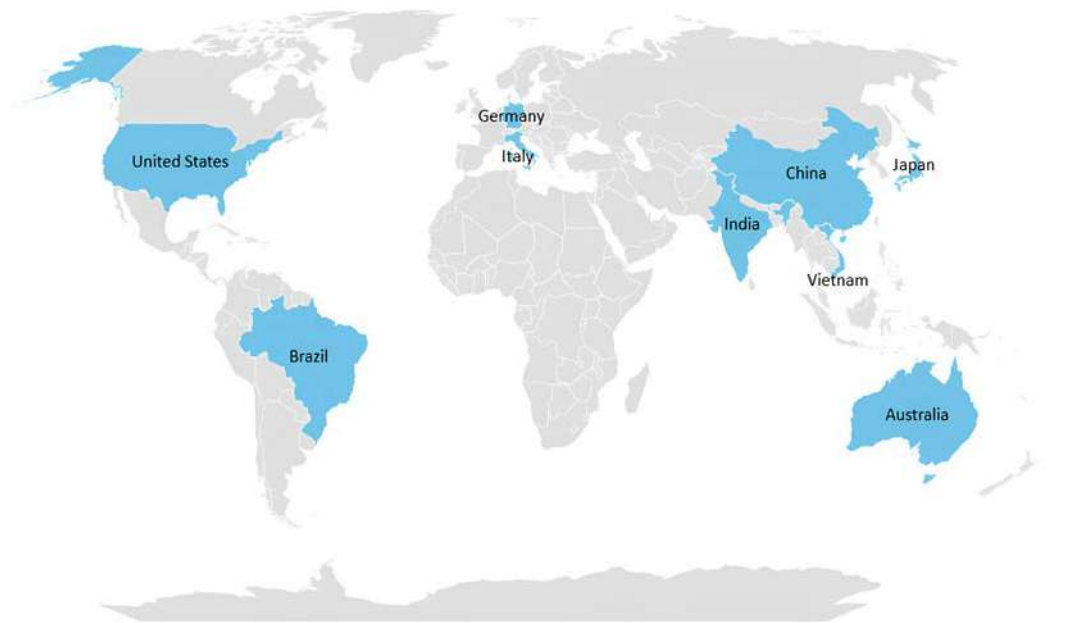 Germany
Italy
United States
China
Japan
India
Vietnam
Brazil
Australia